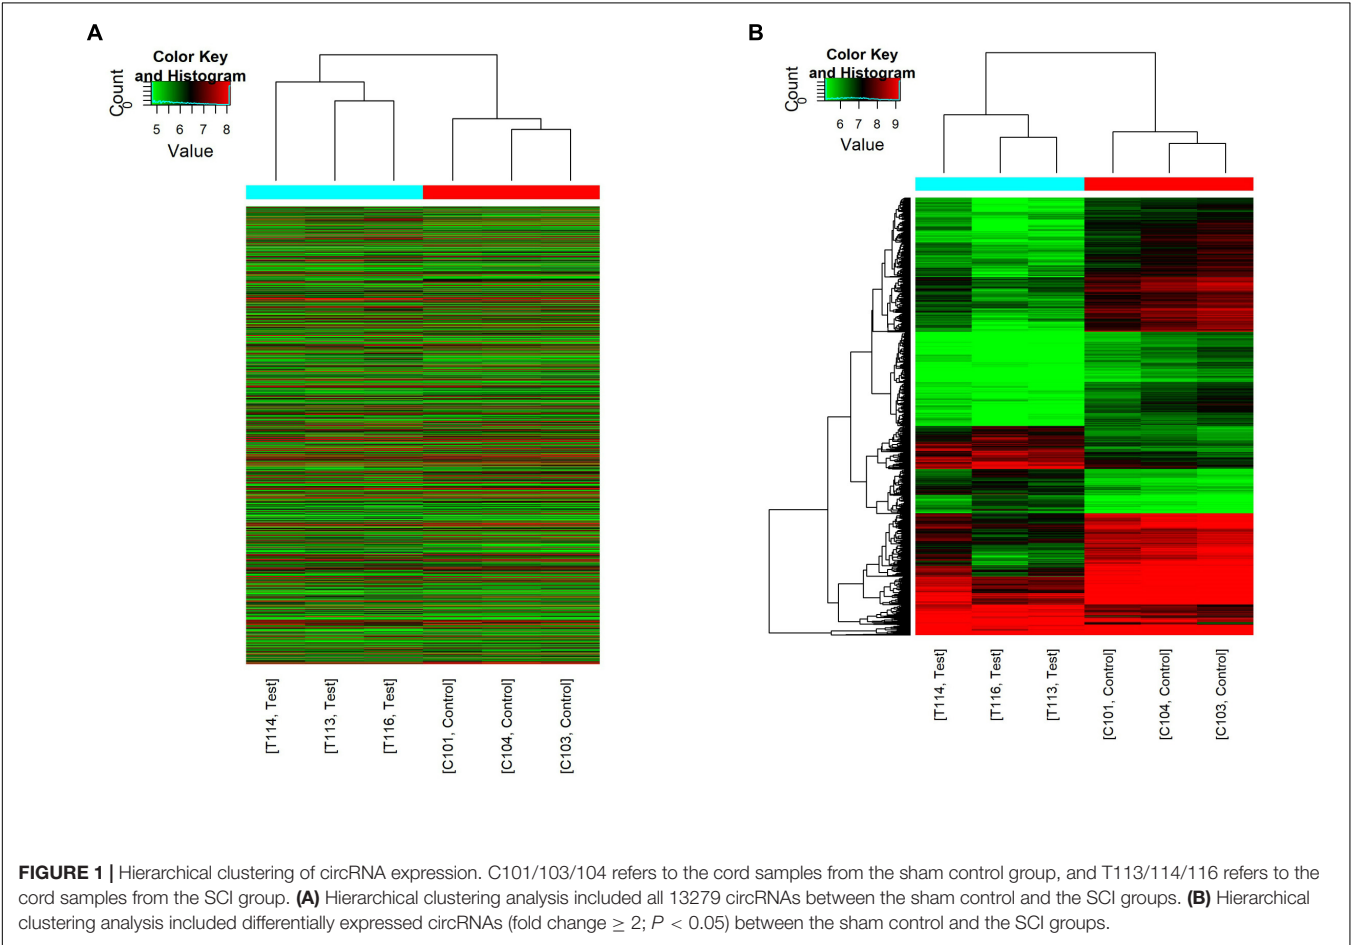 A
Color Key
and Histogram
Count
0
5 6 7 8
Value
[T114, Test]
[T113, Test]
[T116, Test]
[C101, Control]
[C104, Control]
[C103, Control]
B
Color Key
and Histogram
Count
0
6 7 8 9
Value
[T114, Test]
[T116, Test]
[T113, Test]
[C101, Control]
[C104, Control]
[C103, Control]
FIGURE 1 | Hierarchical clustering of circRNA expression. C101/103/104 refers to the cord samples from the sham control group, and T113/114/116 refers to the
cord samples from the SCI group. (A) Hierarchical clustering analysis included all 13279 circRNAs between the sham control and the SCI groups. (B) Hierarchical
clustering analysis included differentially expressed circRNAs (fold change ≥ 2; P < 0.05) between the sham control and the SCI groups.